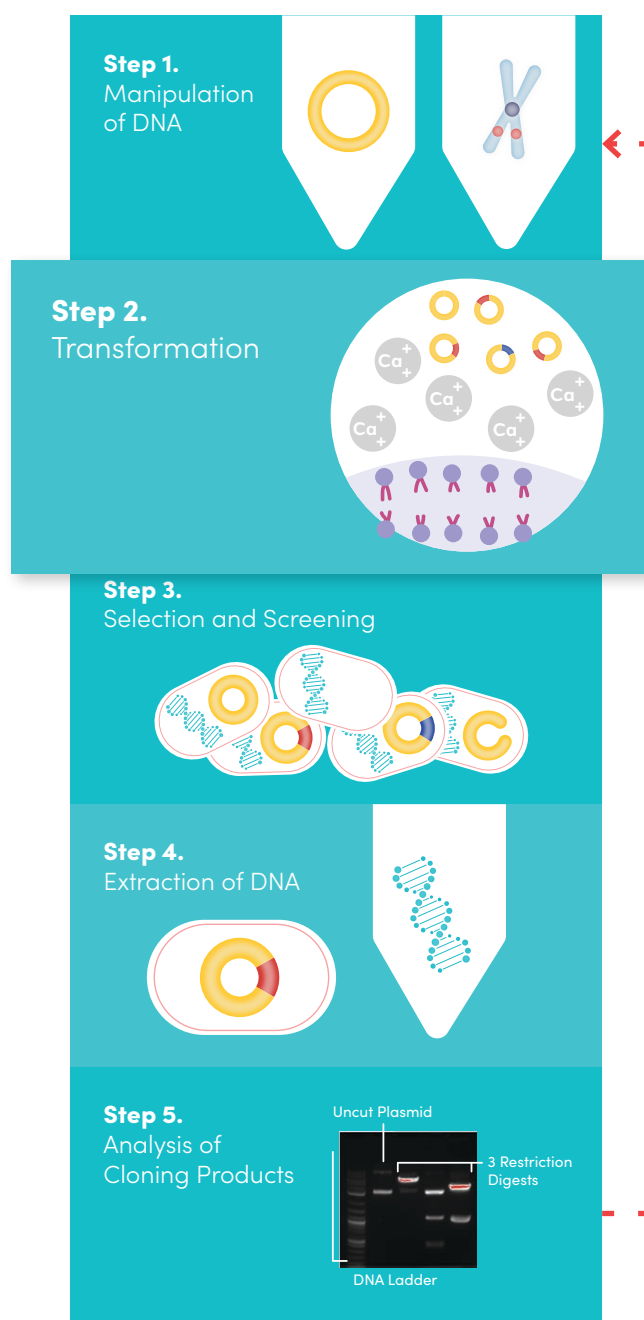 Step 1.
Manipulation
of DNA
Step 2.
Transformation
Ca++
Ca++
Ca++
Ca++
Ca++
Step 3.
Selection and Screening
Step 4.
Extraction of DNA
Step 5.
Analysis of
Cloning Products
Uncut Plasmid
3 Restriction
Digests
DNA Ladder